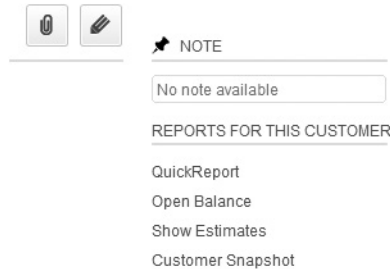 NOTE
No note available
REPORTS FOR THIS CUSTOMER
QuickReport
Open Balance
Show Estimates
Customer Snapshot